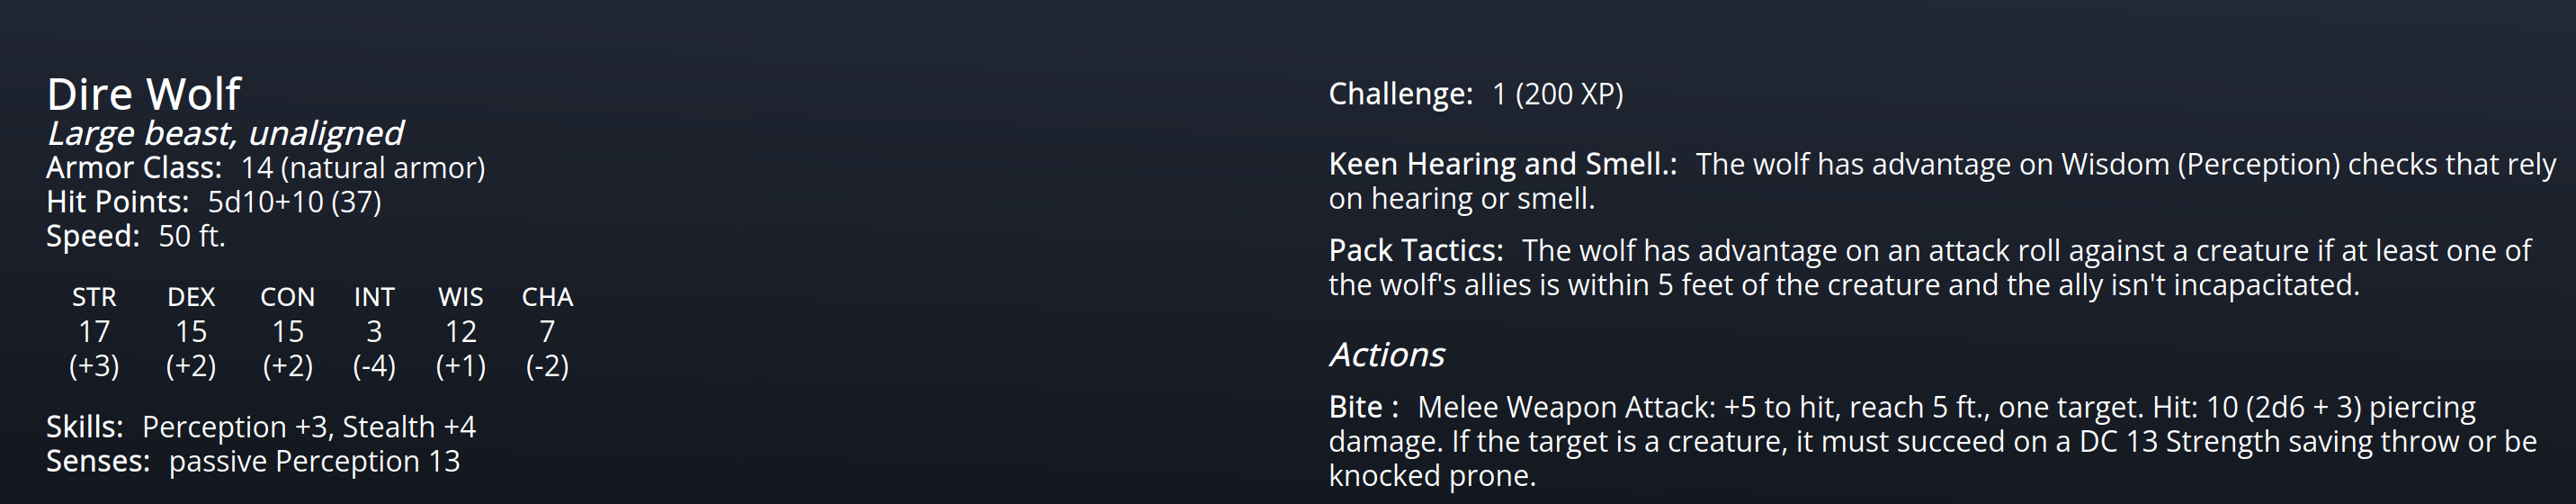 Dire Wolf
Large beast, unaligned
Armor Class: 14 (natural armor)
Hit Points: 5d10+10 (37)
Speed: 50 ft.
STR DEX CON INT WIS CHA
17 15 15 3 12 7
(+3) (+2) (+2) (-4) (+1) (-2)
Skills: Perception +3, Stealth +4
Senses: passive Perception 13
Challenge: 1 (200 XP)
Keen Hearing and Smell.: The wolf has advantage on Wisdom (Perception) checks that rely
on hearing or smell.
Pack Tactics: The wolf has advantage on an attack roll against a creature if at least one of
the wolf's allies is within 5 feet of the creature and the ally isn't incapacitated.
Actions
Bite : Melee Weapon Attack: +5 to hit, reach 5 ft., one target. Hit: 10 (2d6 + 3) piercing
damage. If the target is a creature, it must succeed on a DC 13 Strength saving throw or be
knocked prone.